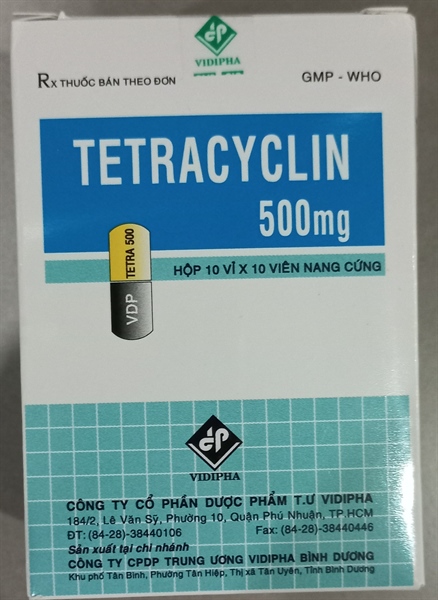 VIDIPHA
Rx THUỐC BÁN THEO ĐƠN
GMP - WHO
TETRACYCLIN
500mg
TETRA 500
VDP
HỘP 10 VỈ X 10 VIÊN NANG CỨNG
VIDIPHA
CÔNG TY CỔ PHẦN DƯỢC PHẨM T.Ư VIDIPHA
184/2, Lê Văn Sỹ, Phường 10, Quận Phú Nhuận, TP.HCM
ĐT: (84-28)-38440106 Fax: (84-28)-38440446
Sản xuất tại chi nhánh
CÔNG TY CPDP TRUNG ƯƠNG VIDIPHA BÌNH DƯƠNG
Khu phố Tân Bình, Phường Tân Hiệp, Thị xã Tân Uyên, Tỉnh Bình Dương